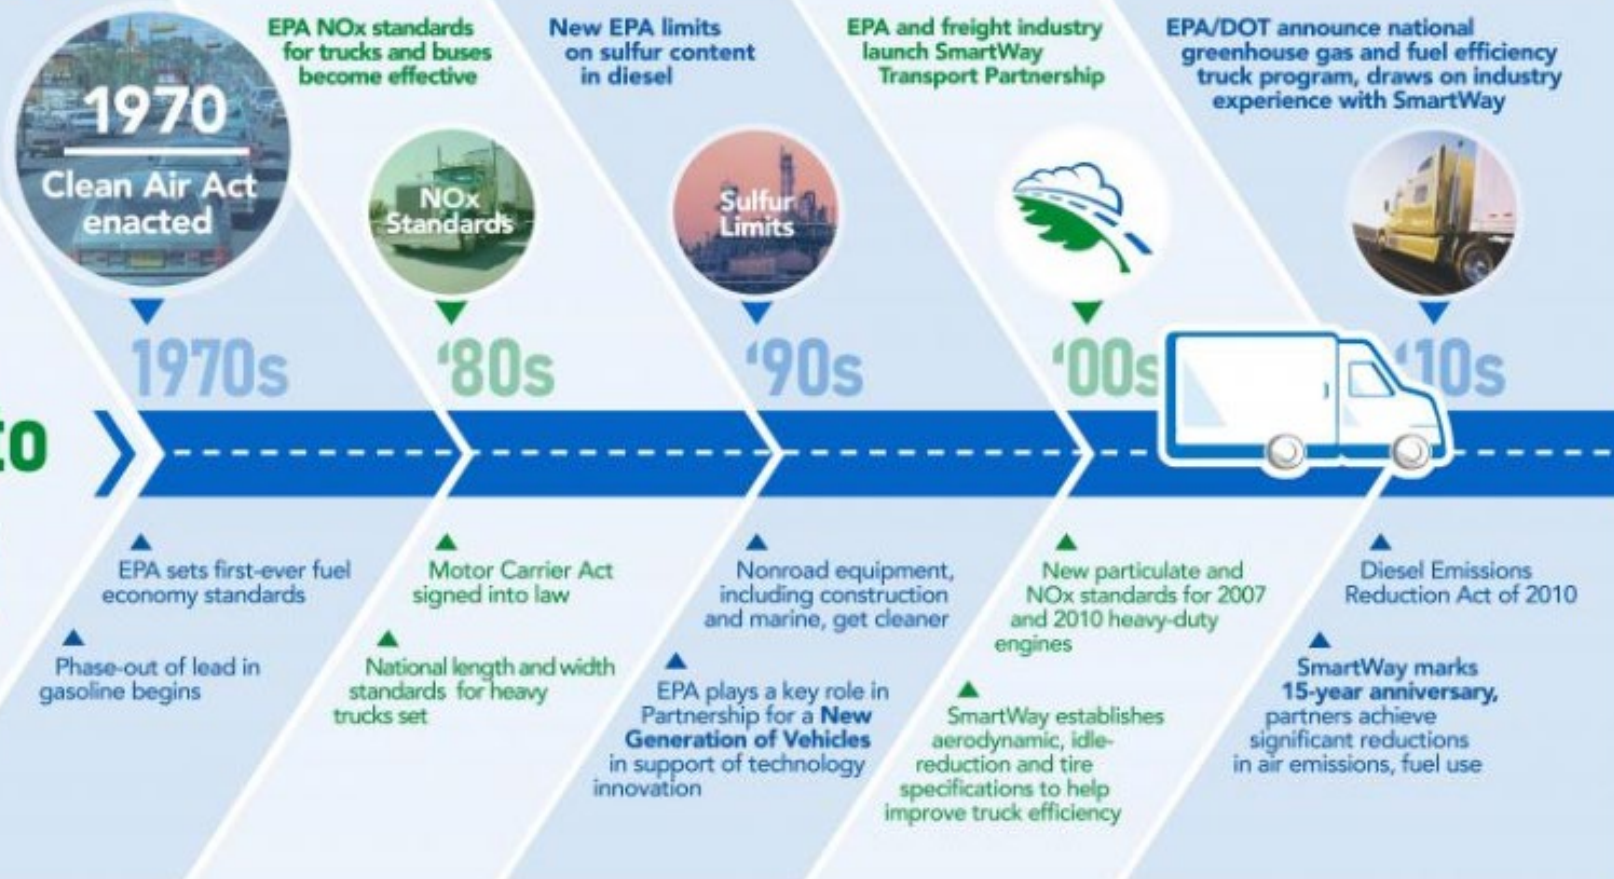 1970
Clean Air Act
enacted
EPA NOx standards
for trucks and buses
become effective
NOx
Standards
New EPA limits
on sulfur content
in diesel
Sulfur
Limits
EPA and freight industry
launch SmartWay
Transport Partnership
EPA/DOT announce national
greenhouse gas and fuel efficiency
truck program, draws on industry
experience with SmartWay
1970s
'80s
'90s
'00s
'10s
EPA sets first-ever fuel
economy standards
Phase-out of lead in
gasoline begins
Motor Carrier Act
signed into law
National length and width
standards for heavy
trucks set
Nonroad equipment,
including construction
and marine, get cleaner
EPA plays a key role in
Partnership for a New
Generation of Vehicles
in support of technology
innovation
New particulate and
NOx standards for 2007
and 2010 heavy-duty
engines
SmartWay establishes
aerodynamic, idle-
reduction and tire
specifications to help
improve truck efficiency
Diesel Emissions
Reduction Act of 2010
SmartWay marks
15-year anniversary,
partners achieve
significant reductions
in air emissions, fuel use